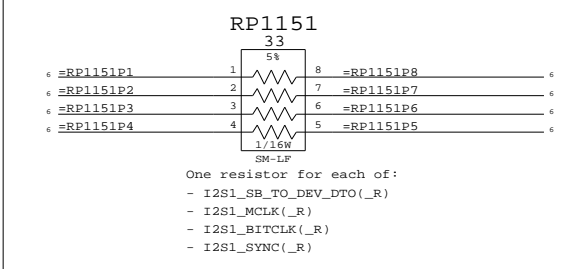 RP1151
33
5%
6 =RP1151P1 1 8 =RP1151P8 6
6 =RP1151P2 2 7 =RP1151P7 6
6 =RP1151P3 3 6 =RP1151P6 6
6 =RP1151P4 4 5 =RP1151P5 6
1/16W
SM-LF
One resistor for each of:
- I2S1_SB_TO_DEV_DTO(_R)
- I2S1_MCLK(_R)
- I2S1_BITCLK(_R)
- I2S1_SYNC(_R)